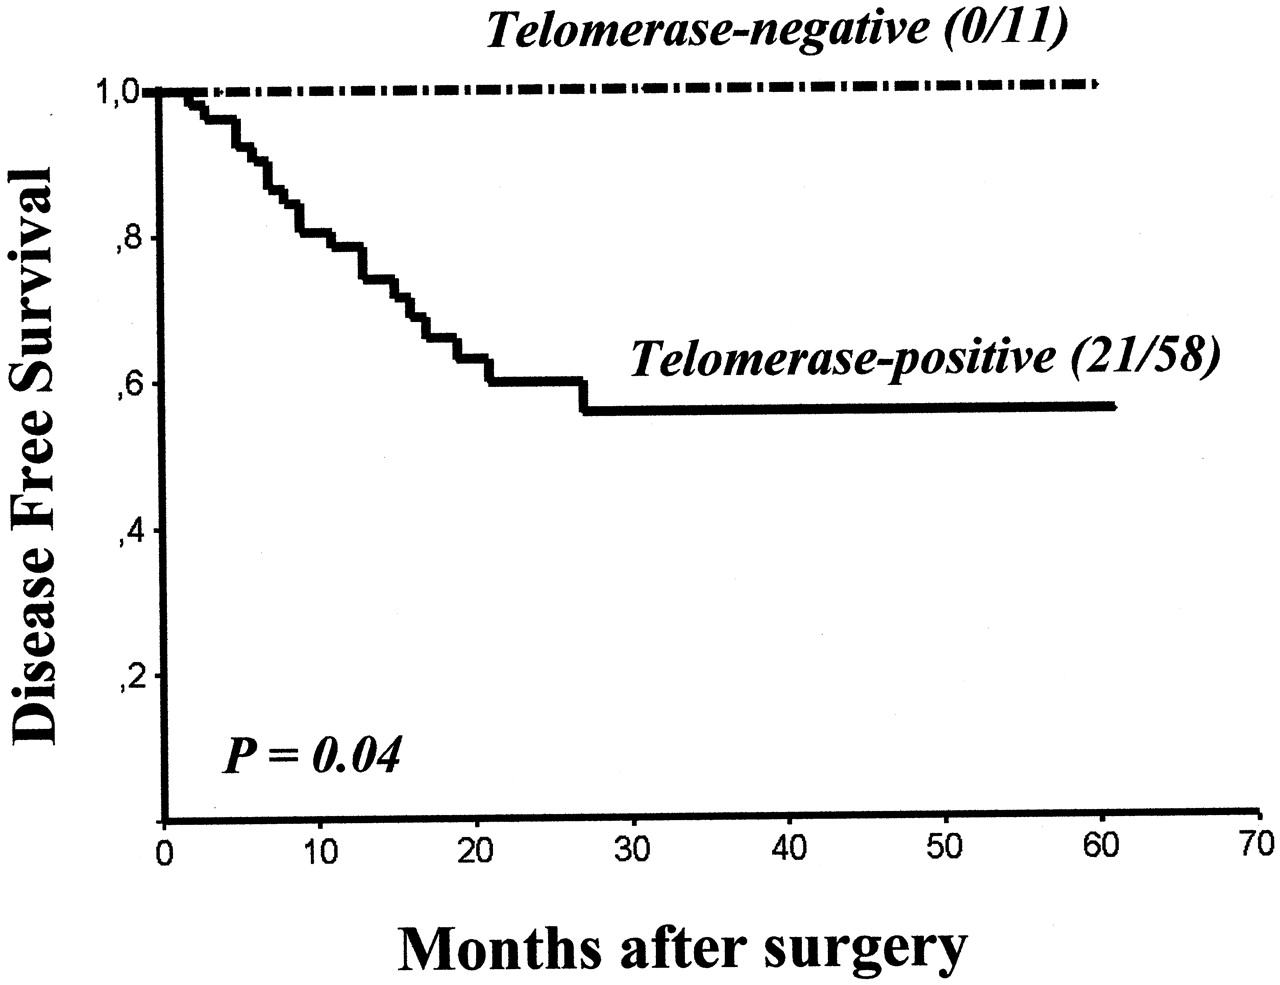 Telomerase-negative (0/11)
1,0
,8
Telomerase-positive (21/58)
,6
,4
,2
P = 0.04
0 10 20 30 40 50 60 70
Months after surgery
Disease Free Survival